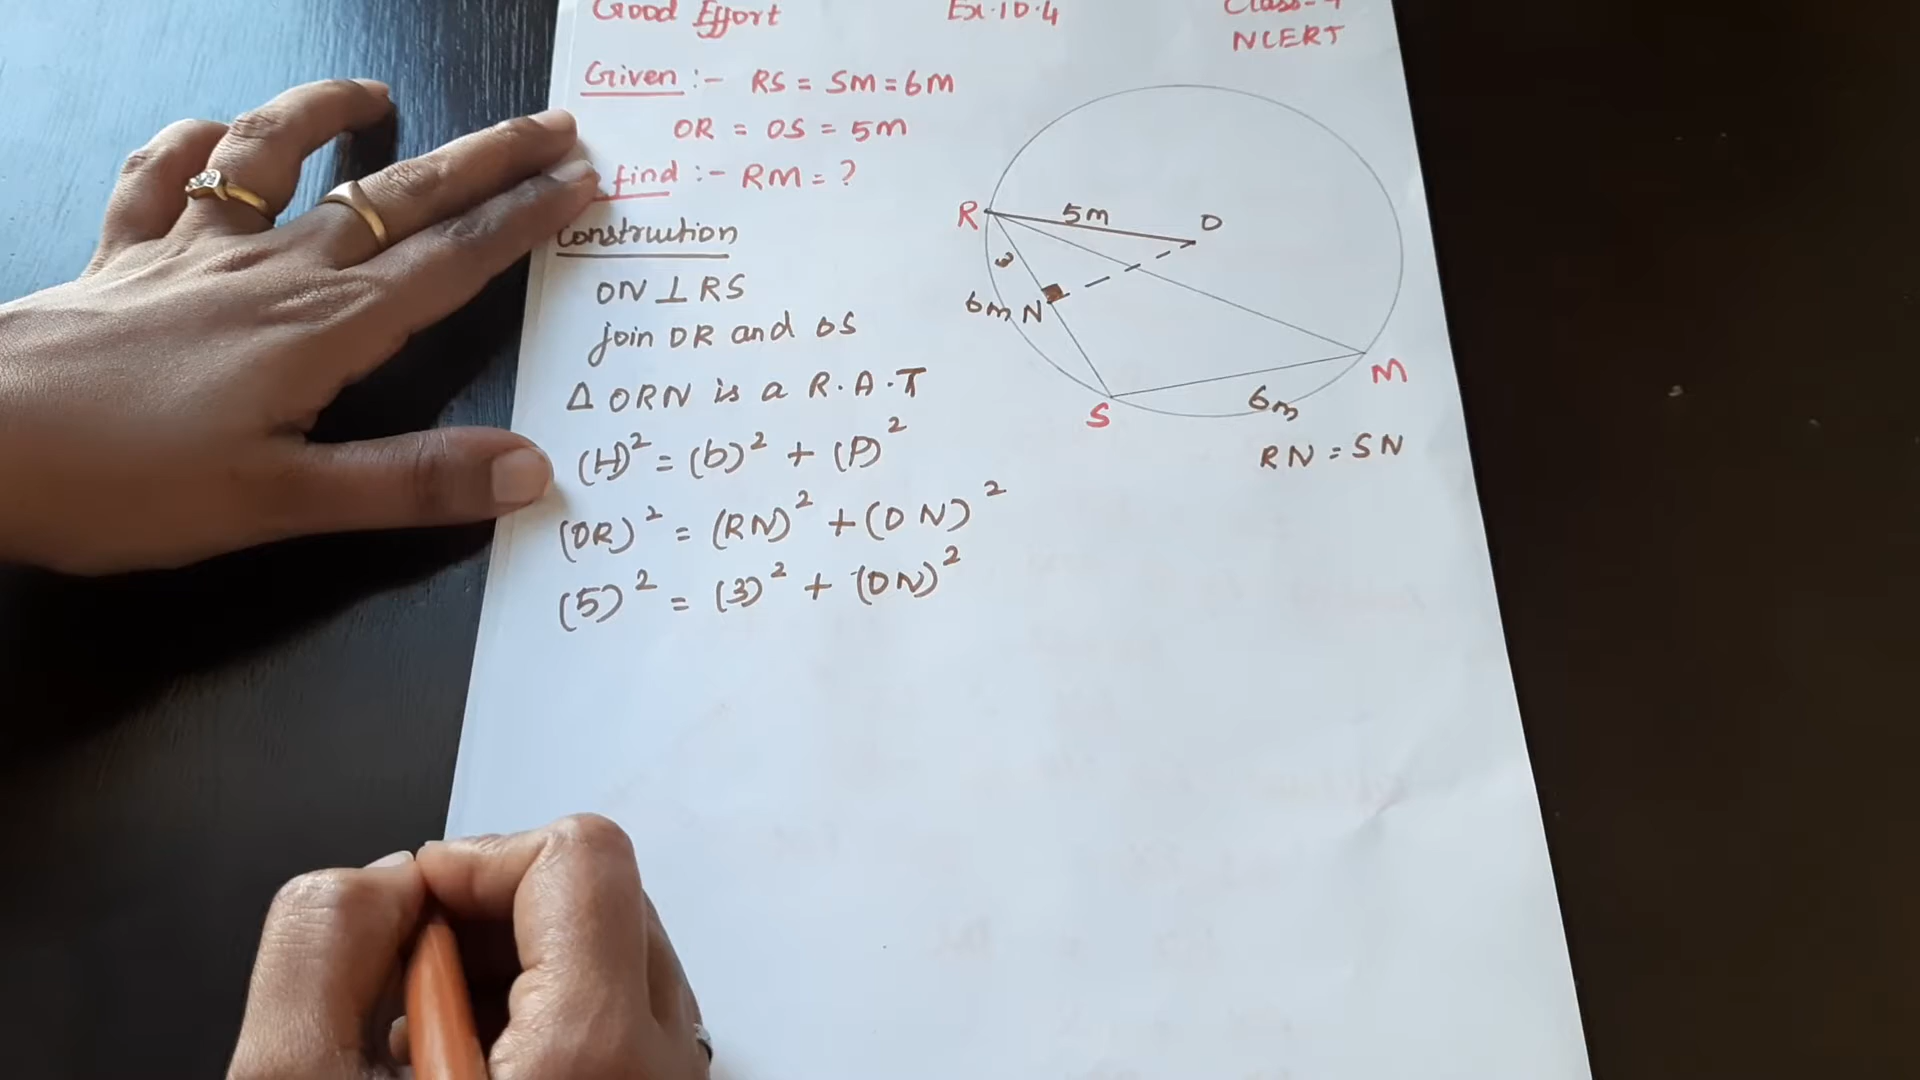 Good Effort Ex.10.4
NCERT
Given :- RS = SM = 6M
OR = OS = 5M
find :- RM = ?
Construction
ON ⊥ RS
join OR and OS
Δ ORN is a R.A.T
(H)² = (b)² + (P)²
(OR)² = (RN)² + (ON)²
(5)² = (3)² + (ON)²
R 5m O
3
6m N
M
6m
S
RN = SN